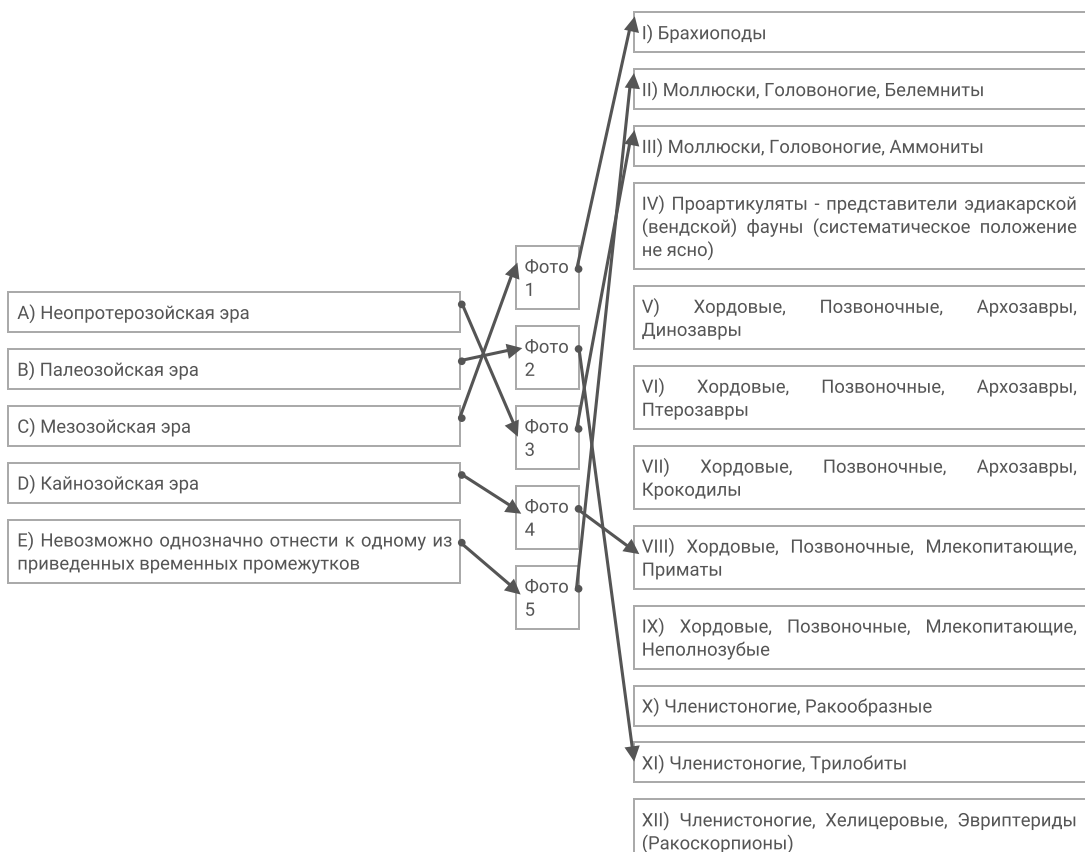 A) Неопротерозойская эра
B) Палеозойская эра
C) Мезозойская эра
D) Кайнозойская эра
E) Невозможно однозначно отнести к одному из
приведенных временных промежутков
Фото
1
Фото
2
Фото
3
Фото
4
Фото
5
I) Брахиоподы
II) Моллюски, Головоногие, Белемниты
III) Моллюски, Головоногие, Аммониты
IV) Проартикуляты - представители эдиакарской
(вендской) фауны (систематическое положение
не ясно)
V) Хордовые, Позвоночные, Архозавры,
Динозавры
VI) Хордовые, Позвоночные, Архозавры,
Птерозавры
VII) Хордовые, Позвоночные, Архозавры,
Крокодилы
VIII) Хордовые, Позвоночные, Млекопитающие,
Приматы
IX) Хордовые, Позвоночные, Млекопитающие,
Неполнозубые
X) Членистоногие, Ракообразные
XI) Членистоногие, Трилобиты
XII) Членистоногие, Хелицеровые, Эвриптериды
(Ракоскорпионы)